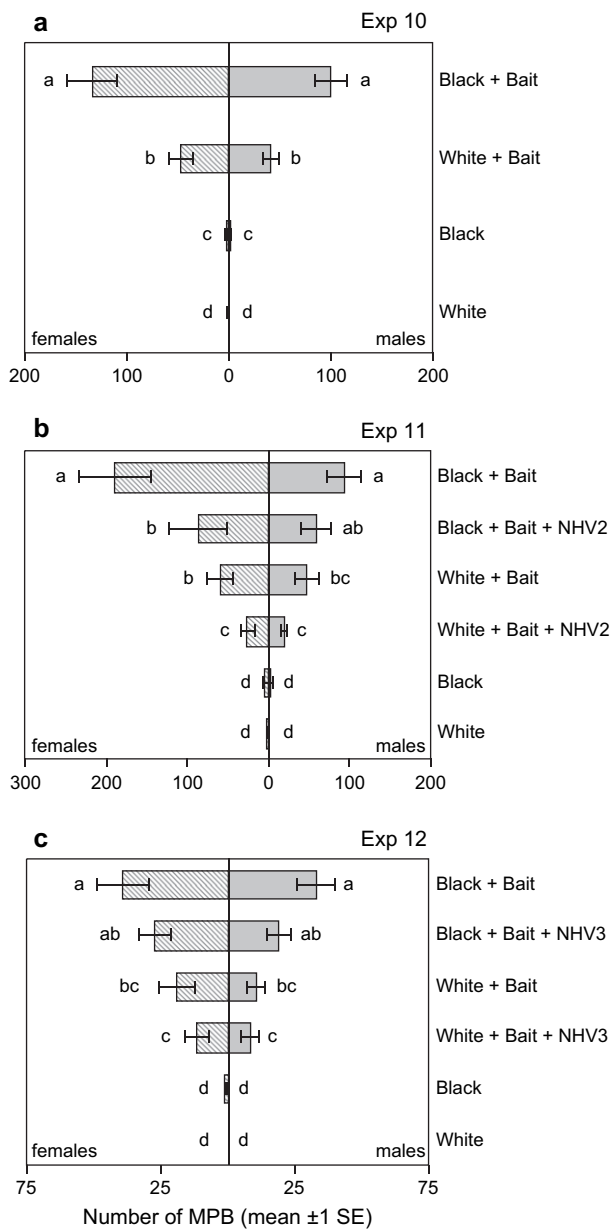 a Exp 10
a a Black + Bait
b b White + Bait
c c Black
d d White
females males
200 100 0 100 200
b Exp 11
a a Black + Bait
b ab Black + Bait + NHV2
b bc White + Bait
c c White + Bait + NHV2
d d Black
d d White
females males
300 200 100 0 100 200
c Exp 12
a a Black + Bait
ab ab Black + Bait + NHV3
bc bc White + Bait
c c White + Bait + NHV3
d d Black
d d White
females males
75 25 25 75
Number of MPB (mean ±1 SE)